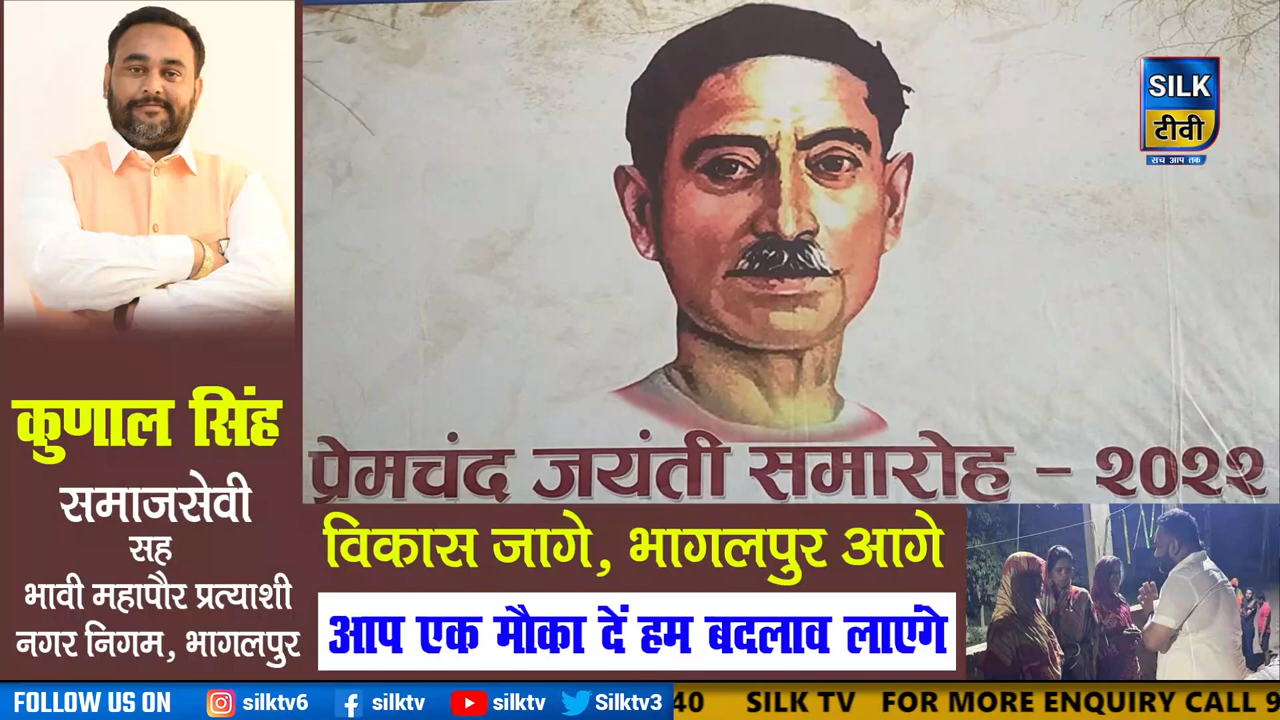 SILK
टीवी
सच आप तक
प्रेमचंद जयंती समारोह - २०२२
कुणाल सिंह
समाजसेवी
सह
भावी महापौर प्रत्याशी
नगर निगम, भागलपुर
विकास जागे, भागलपुर आगे
आप एक मौका दें हम बदलाव लाएंगे
FOLLOW US ON silktv6 silktv silktv Silktv3
40 SILK TV FOR MORE ENQUIRY CALL 9